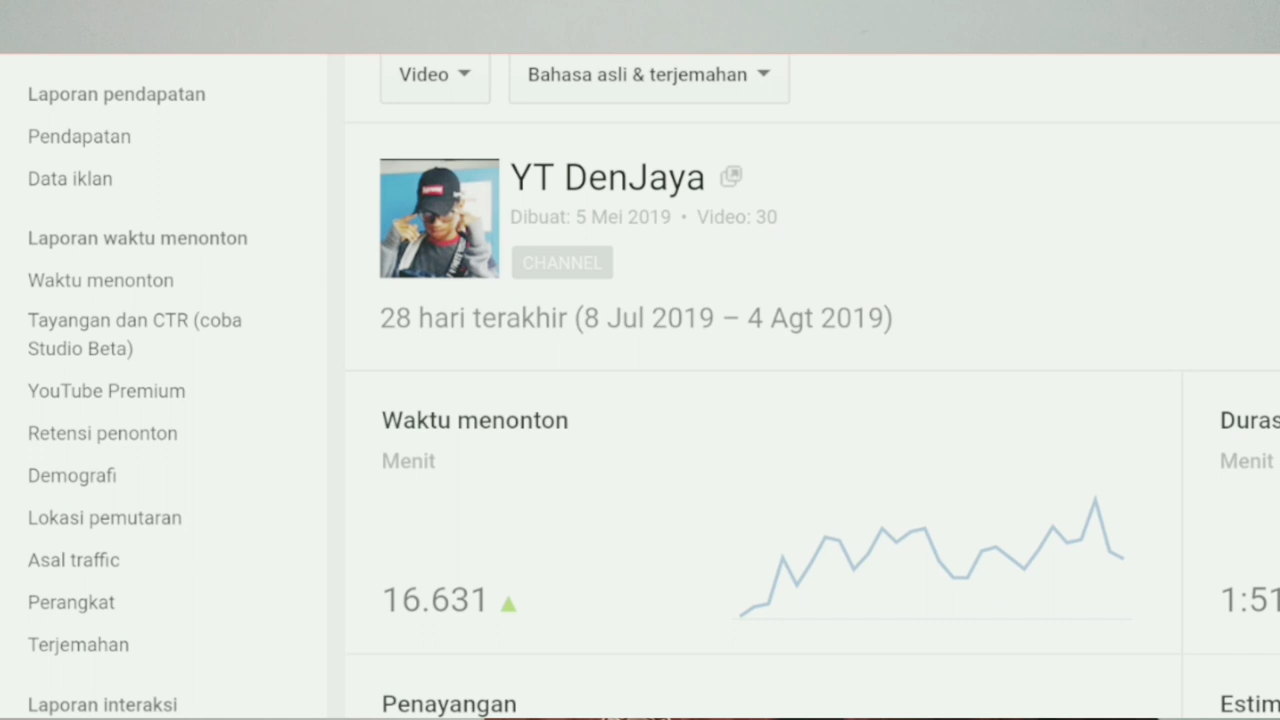 Video
Bahasa asli & terjemahan
Laporan pendapatan
Pendapatan
Data iklan
Laporan waktu menonton
Waktu menonton
Tayangan dan CTR (coba
Studio Beta)
YouTube Premium
Retensi penonton
Demografi
Lokasi pemutaran
Asal traffic
Perangkat
Terjemahan
Laporan interaksi
YT DenJaya
Dibuat: 5 Mei 2019 • Video: 30
CHANNEL
28 hari terakhir (8 Jul 2019 – 4 Agt 2019)
Waktu menonton
Menit
16.631
Penayangan
Duras
Menit
1:51
Estim